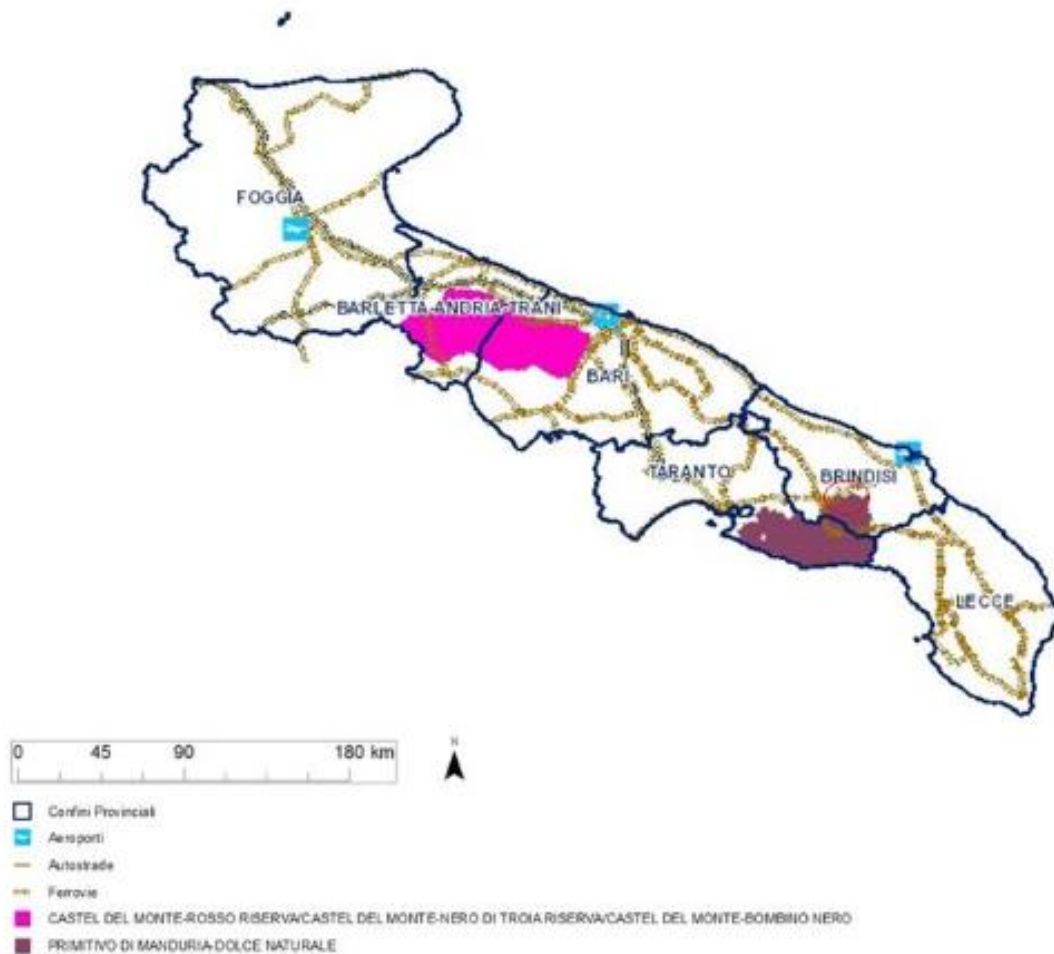 FOGGIA
BARLETTA-ANDRIA-TRANI
BARI
TARANTO
BRINDISI
LECCE
0 45 90 180 km
N
Confini Provinciali
Aeroporti
Autostrade
Ferrovie
CASTEL DEL MONTE-ROSSO RISERVA/CASTEL DEL MONTE-NERO DI TROIA RISERVA/CASTEL DEL MONTE-BOMBINO NERO
PRIMITIVO DI MANDURIA-DOLCE NATURALE